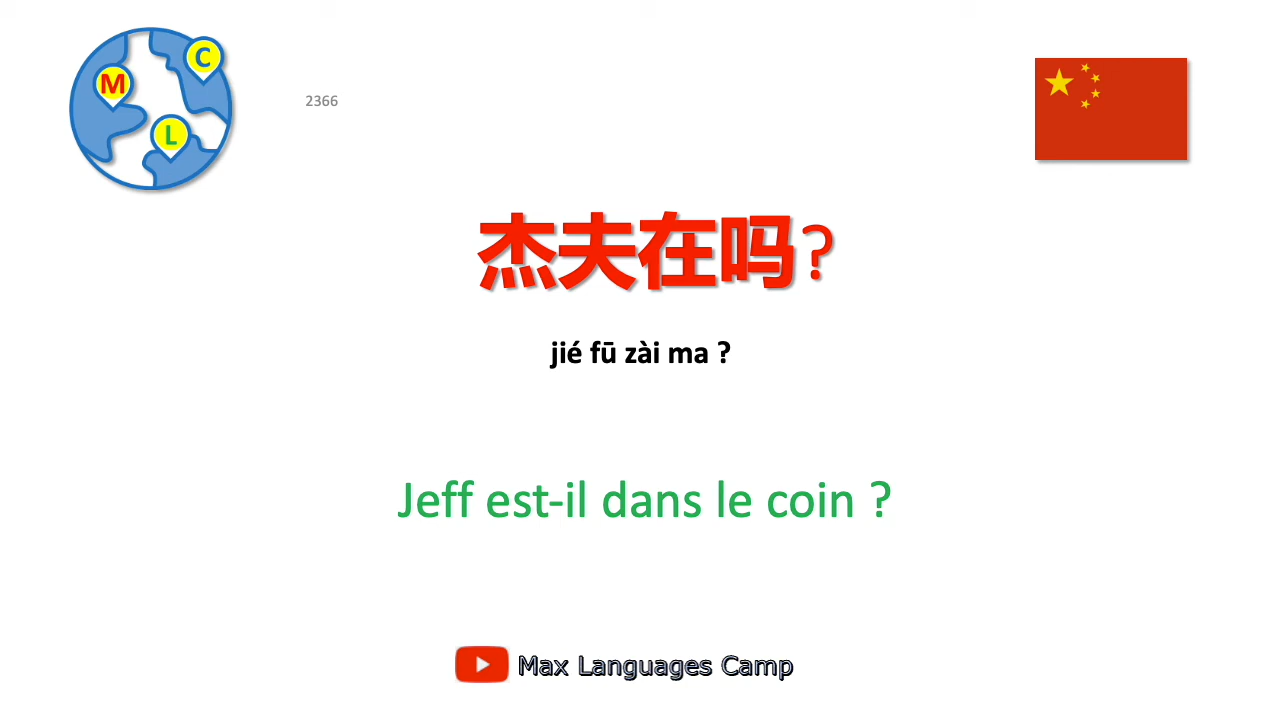 C
M
L
2366
杰夫在吗?
jié fū zài ma ?
Jeff est-il dans le coin ?
Max Languages Camp